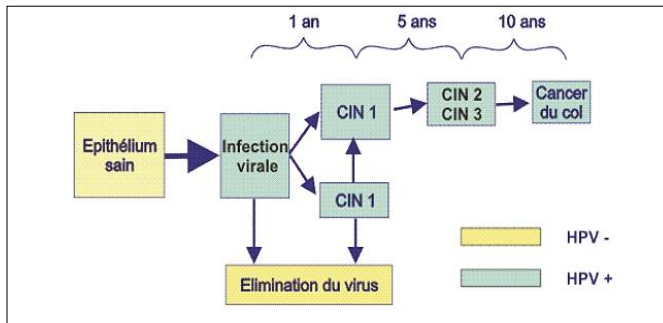 1 an 5 ans 10 ans
Epithélium
sain
Infection
virale
CIN 1
CIN 2
CIN 3
Cancer
du col
CIN 1
Elimination du virus
HPV -
HPV +